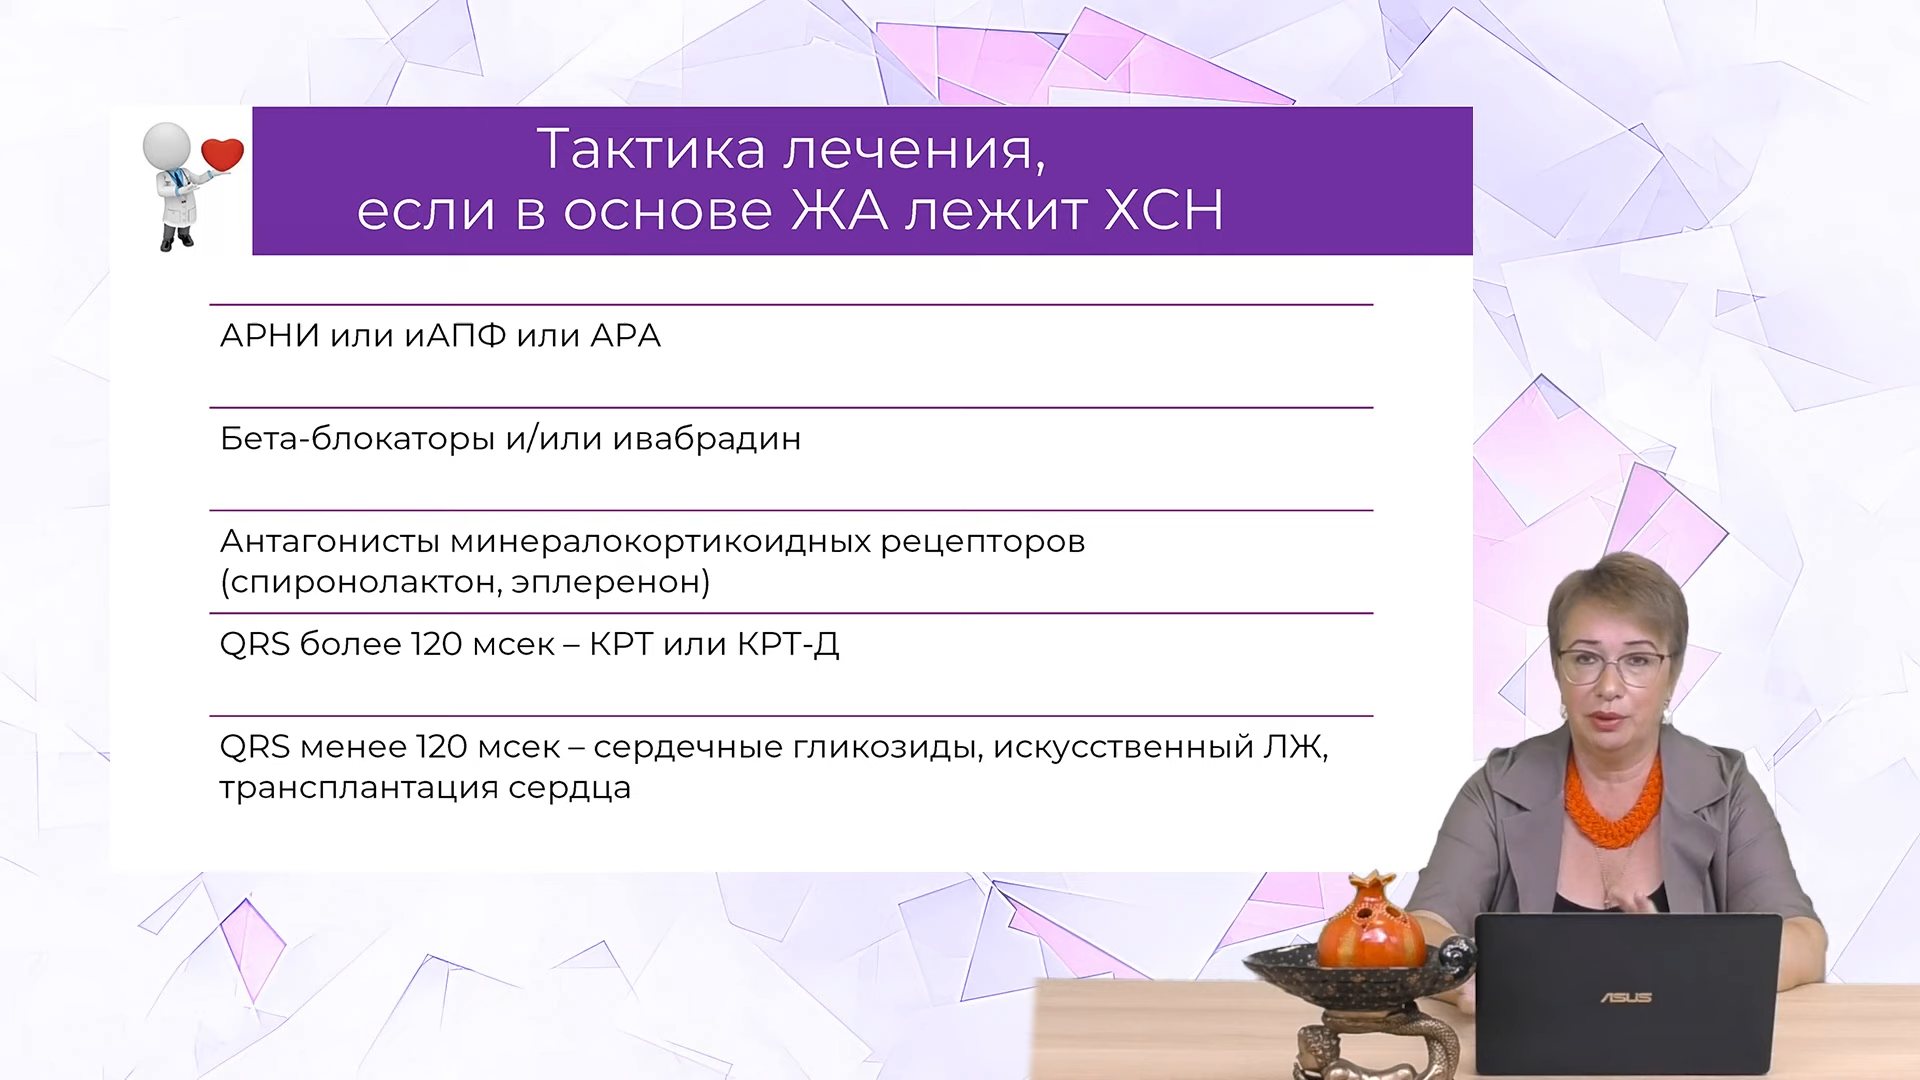 Тактика лечения,
если в основе ЖА лежит ХСН
АРНИ или иАПФ или АРА
Бета-блокаторы и/или ивабрадин
Антагонисты минералокортикоидных рецепторов
(спиронолактон, эплеренон)
QRS более 120 мсек – КРТ или КРТ-Д
QRS менее 120 мсек – сердечные гликозиды, искусственный ЛЖ,
трансплантация сердца
ASUS